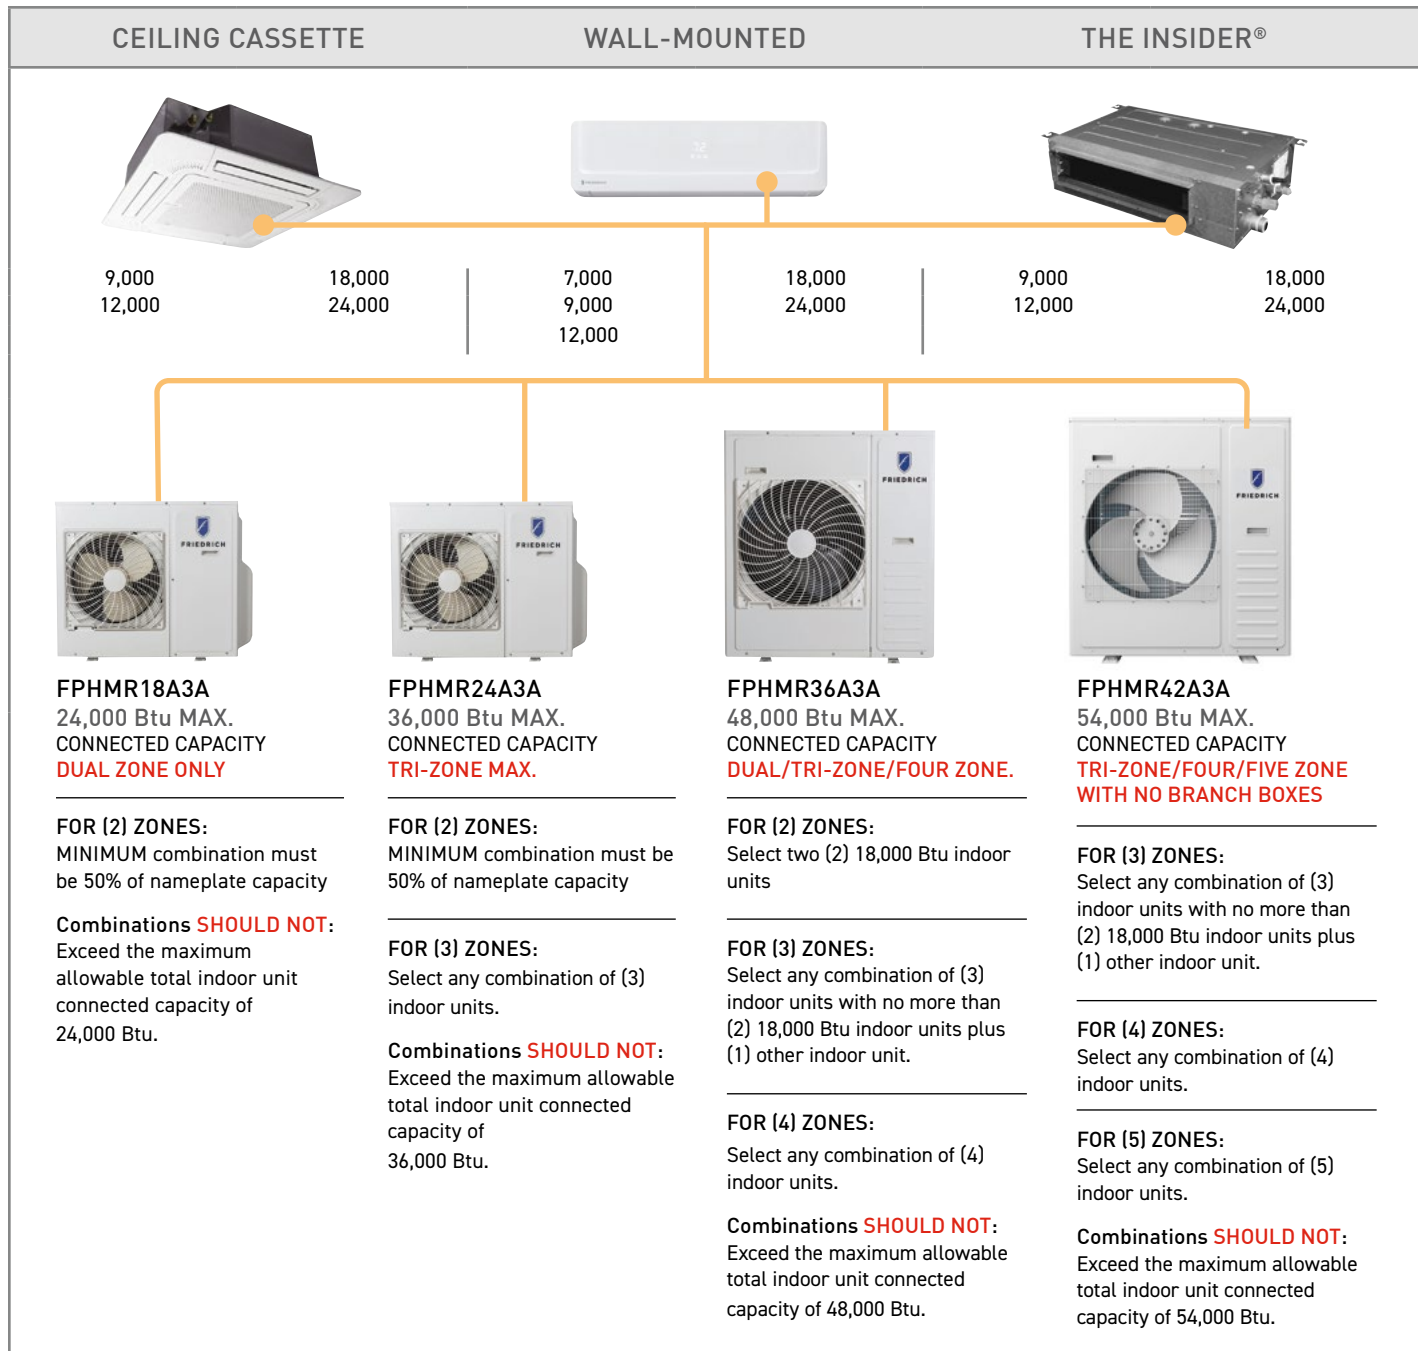 CEILING CASSETTE
WALL-MOUNTED
THE INSIDER®
72
FRIEDRICH
9,000
12,000
18,000
24,000
7,000
9,000
12,000
18,000
24,000
9,000
12,000
18,000
24,000
FRIEDRICH
FRIEDRICH
FRIEDRICH
FRIEDRICH
FPHMR18A3A
24,000 Btu MAX.
CONNECTED CAPACITY
DUAL ZONE ONLY
FOR (2) ZONES:
MINIMUM combination must
be 50% of nameplate capacity
Combinations SHOULD NOT:
Exceed the maximum
allowable total indoor unit
connected capacity of
24,000 Btu.
FPHMR24A3A
36,000 Btu MAX.
CONNECTED CAPACITY
TRI-ZONE MAX.
FOR (2) ZONES:
MINIMUM combination must be
50% of nameplate capacity
FOR (3) ZONES:
Select any combination of (3)
indoor units.
Combinations SHOULD NOT:
Exceed the maximum allowable
total indoor unit connected
capacity of
36,000 Btu.
FPHMR36A3A
48,000 Btu MAX.
CONNECTED CAPACITY
DUAL/TRI-ZONE/FOUR ZONE.
FOR (2) ZONES:
Select two (2) 18,000 Btu indoor
units
FOR (3) ZONES:
Select any combination of (3)
indoor units with no more than
(2) 18,000 Btu indoor units plus
(1) other indoor unit.
FOR (4) ZONES:
Select any combination of (4)
indoor units.
Combinations SHOULD NOT:
Exceed the maximum allowable
total indoor unit connected
capacity of 48,000 Btu.
FPHMR42A3A
54,000 Btu MAX.
CONNECTED CAPACITY
TRI-ZONE/FOUR/FIVE ZONE
WITH NO BRANCH BOXES
FOR (3) ZONES:
Select any combination of (3)
indoor units with no more than
(2) 18,000 Btu indoor units plus
(1) other indoor unit.
FOR (4) ZONES:
Select any combination of (4)
indoor units.
FOR (5) ZONES:
Select any combination of (5)
indoor units.
Combinations SHOULD NOT:
Exceed the maximum allowable
total indoor unit connected
capacity of 54,000 Btu.